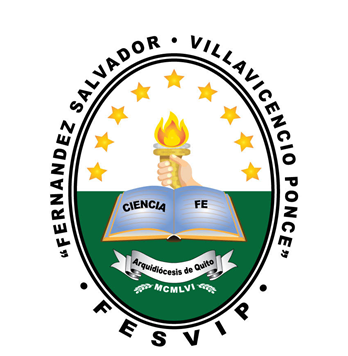 "FERNANDEZ SALVADOR · VILLAVICENCIO PONCE"
CIENCIA FE
Arquidiócesis de Quito
MCMLVI
· FESVIP ·